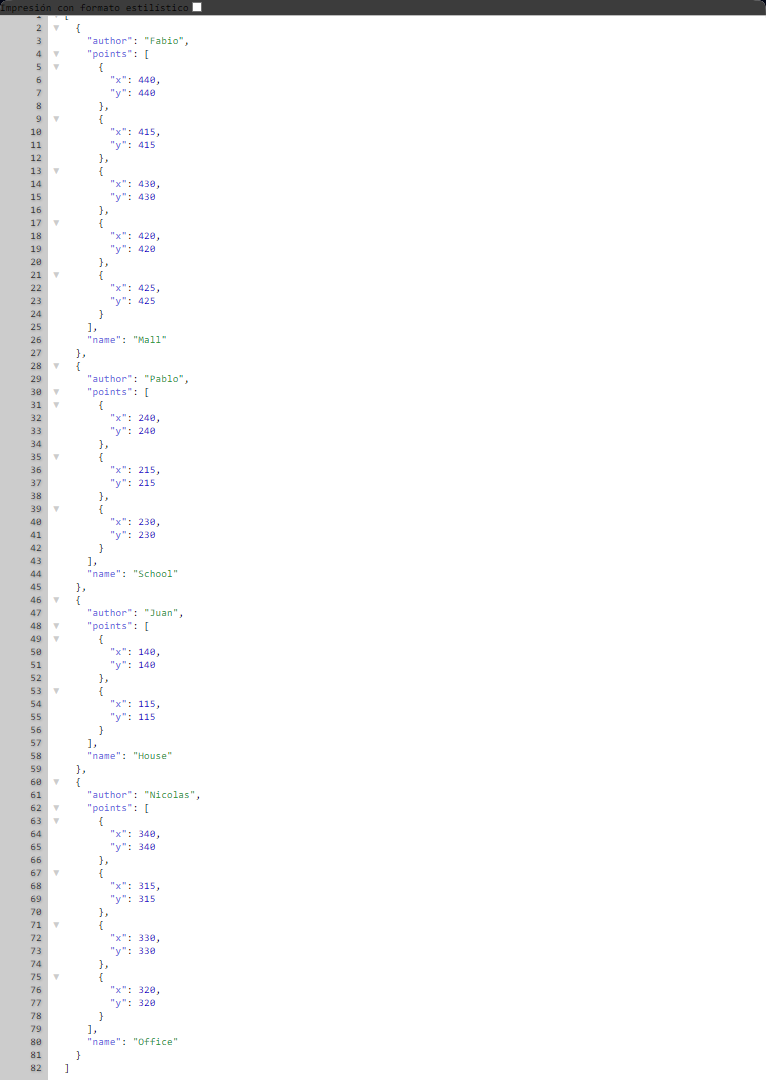 Impresión con formato estilístico
1 [
2 {
3 "author": "Fabio",
4 "points": [
5 {
6 "x": 440,
7 "y": 440
8 },
9 {
10 "x": 415,
11 "y": 415
12 },
13 {
14 "x": 430,
15 "y": 430
16 },
17 {
18 "x": 420,
19 "y": 420
20 },
21 {
22 "x": 425,
23 "y": 425
24 }
25 ],
26 "name": "Mall"
27 },
28 {
29 "author": "Pablo",
30 "points": [
31 {
32 "x": 240,
33 "y": 240
34 },
35 {
36 "x": 215,
37 "y": 215
38 },
39 {
40 "x": 230,
41 "y": 230
42 }
43 ],
44 "name": "School"
45 },
46 {
47 "author": "Juan",
48 "points": [
49 {
50 "x": 140,
51 "y": 140
52 },
53 {
54 "x": 115,
55 "y": 115
56 }
57 ],
58 "name": "House"
59 },
60 {
61 "author": "Nicolas",
62 "points": [
63 {
64 "x": 340,
65 "y": 340
66 },
67 {
68 "x": 315,
69 "y": 315
70 },
71 {
72 "x": 330,
73 "y": 330
74 },
75 {
76 "x": 320,
77 "y": 320
78 }
79 ],
80 "name": "Office"
81 }
82 ]